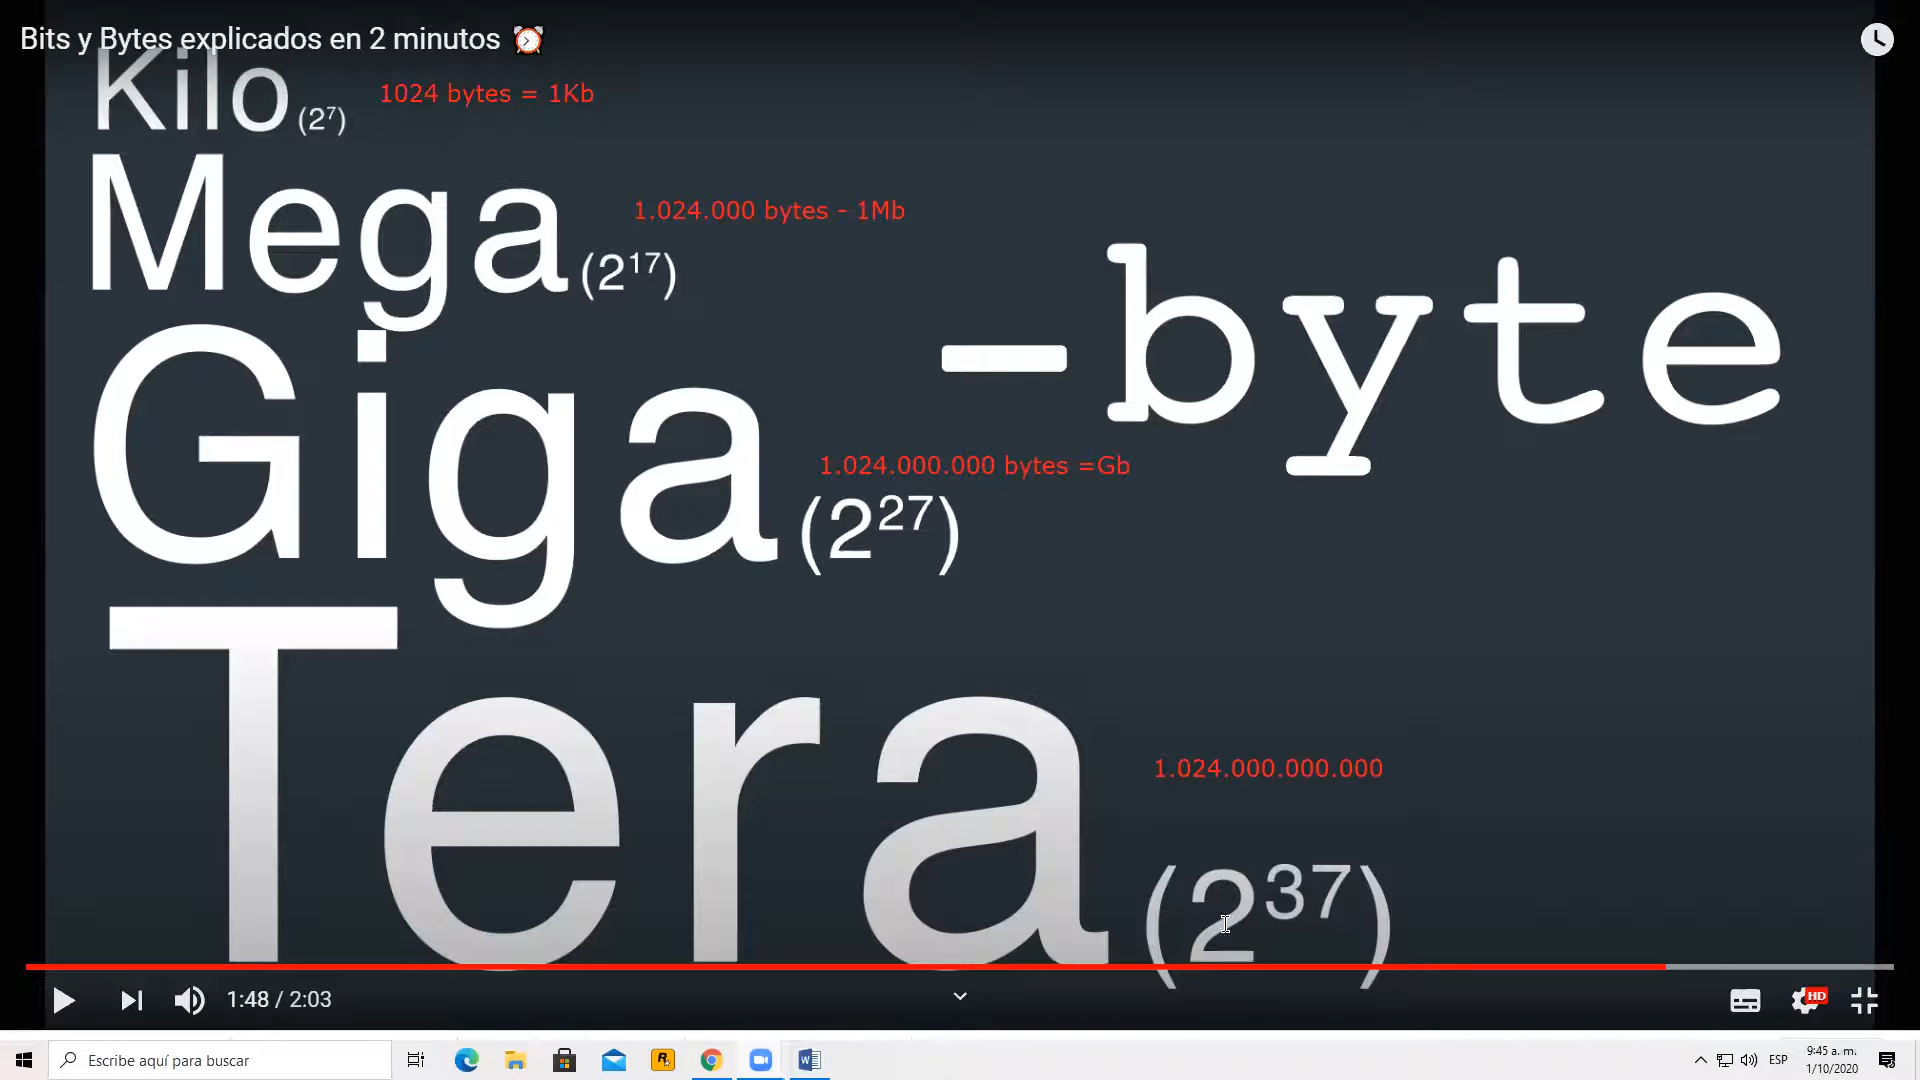 Bits y Bytes explicados en 2 minutos ⏰
Kilo (2⁷) 1024 bytes = 1Kb
Mega (2¹⁷) 1.024.000 bytes - 1Mb
-byte
Giga (2²⁷) 1.024.000.000 bytes =Gb
Tera (2³⁷) 1.024.000.000.000
1:48 / 2:03
HD
Escribe aquí para buscar
R
W
ESP
9:45 a. m.
1/10/2020